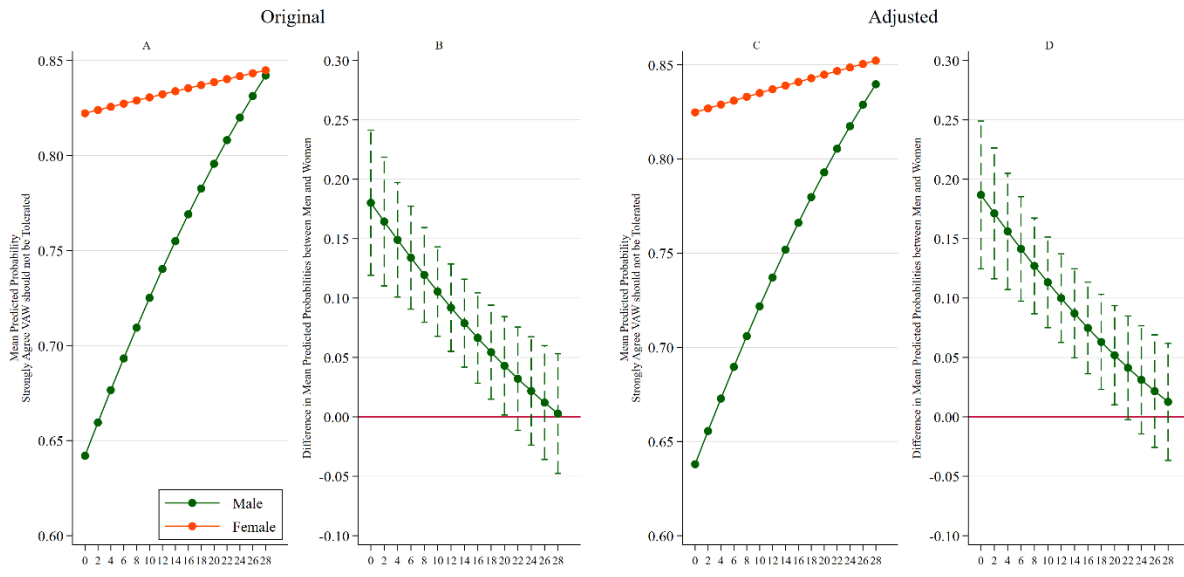 Original
Adjusted
A
Mean Predicted Probability
Strongly Agree VAW should not be Tolerated
0.85
0.80
0.75
0.70
0.65
0.60
0 2 4 6 8 10 12 14 16 18 20 22 24 26 28
Male
Female
B
Difference in Mean Predicted Probabilities between Men and Women
0.30
0.25
0.20
0.15
0.10
0.05
0.00
-0.05
-0.10
0 2 4 6 8 10 12 14 16 18 20 22 24 26 28
C
Mean Predicted Probability
Strongly Agree VAW should not be Tolerated
0.85
0.80
0.75
0.70
0.65
0.60
0 2 4 6 8 10 12 14 16 18 20 22 24 26 28
D
Difference in Mean Predicted Probabilities between Men and Women
0.30
0.25
0.20
0.15
0.10
0.05
0.00
-0.05
-0.10
0 2 4 6 8 10 12 14 16 18 20 22 24 26 28